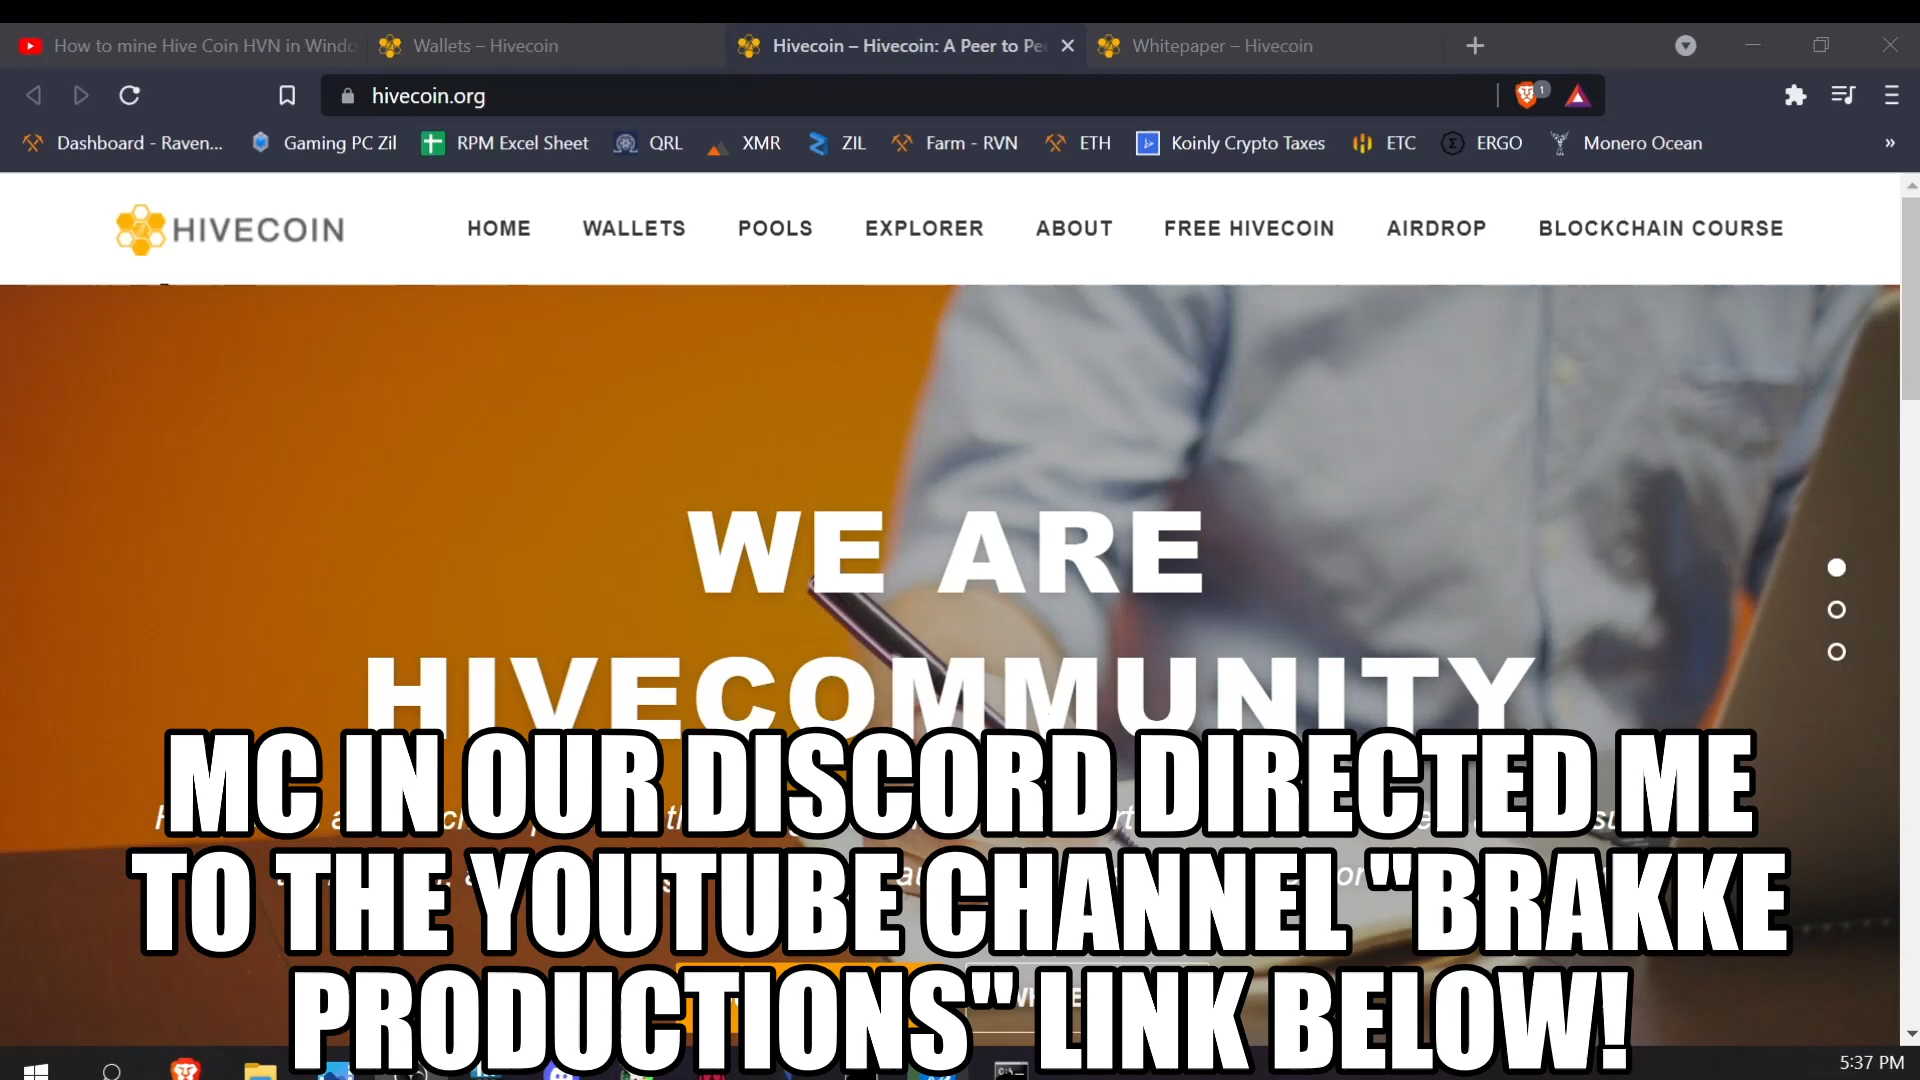 How to mine Hive Coin HVN in Windo
Wallets – Hivecoin
Hivecoin – Hivecoin: A Peer to Pe
Whitepaper – Hivecoin
hivecoin.org
1
Dashboard - Raven...
Gaming PC Zil
RPM Excel Sheet
QRL
XMR
ZIL
Farm - RVN
ETH
Koinly Crypto Taxes
ETC
ERGO
Monero Ocean
HIVECOIN
HOME
WALLETS
POOLS
EXPLORER
ABOUT
FREE HIVECOIN
AIRDROP
BLOCKCHAIN COURSE
WE ARE
HIVECOMMUNITY
MC IN OUR DISCORD DIRECTED ME
TO THE YOUTUBE CHANNEL "BRAKKE
PRODUCTIONS" LINK BELOW!
5:37 PM